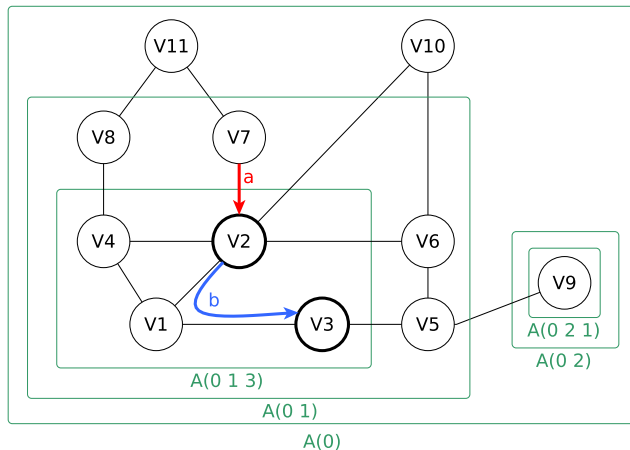 V11
V10
V8
V7
a
V4
V2
V6
V9
b
V1
V3
V5
A(0 2 1)
A(0 2)
A(0 1 3)
A(0 1)
A(0)